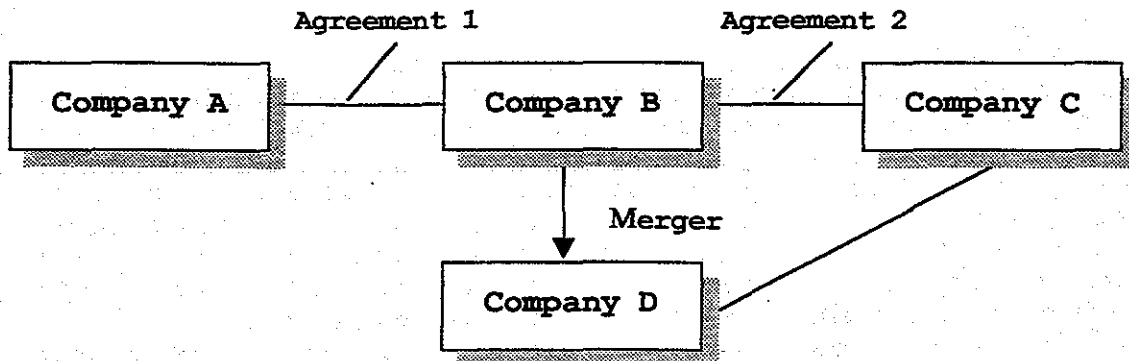 Agreement 1
Agreement 2
Company A
Company B
Company C
Merger
Company D